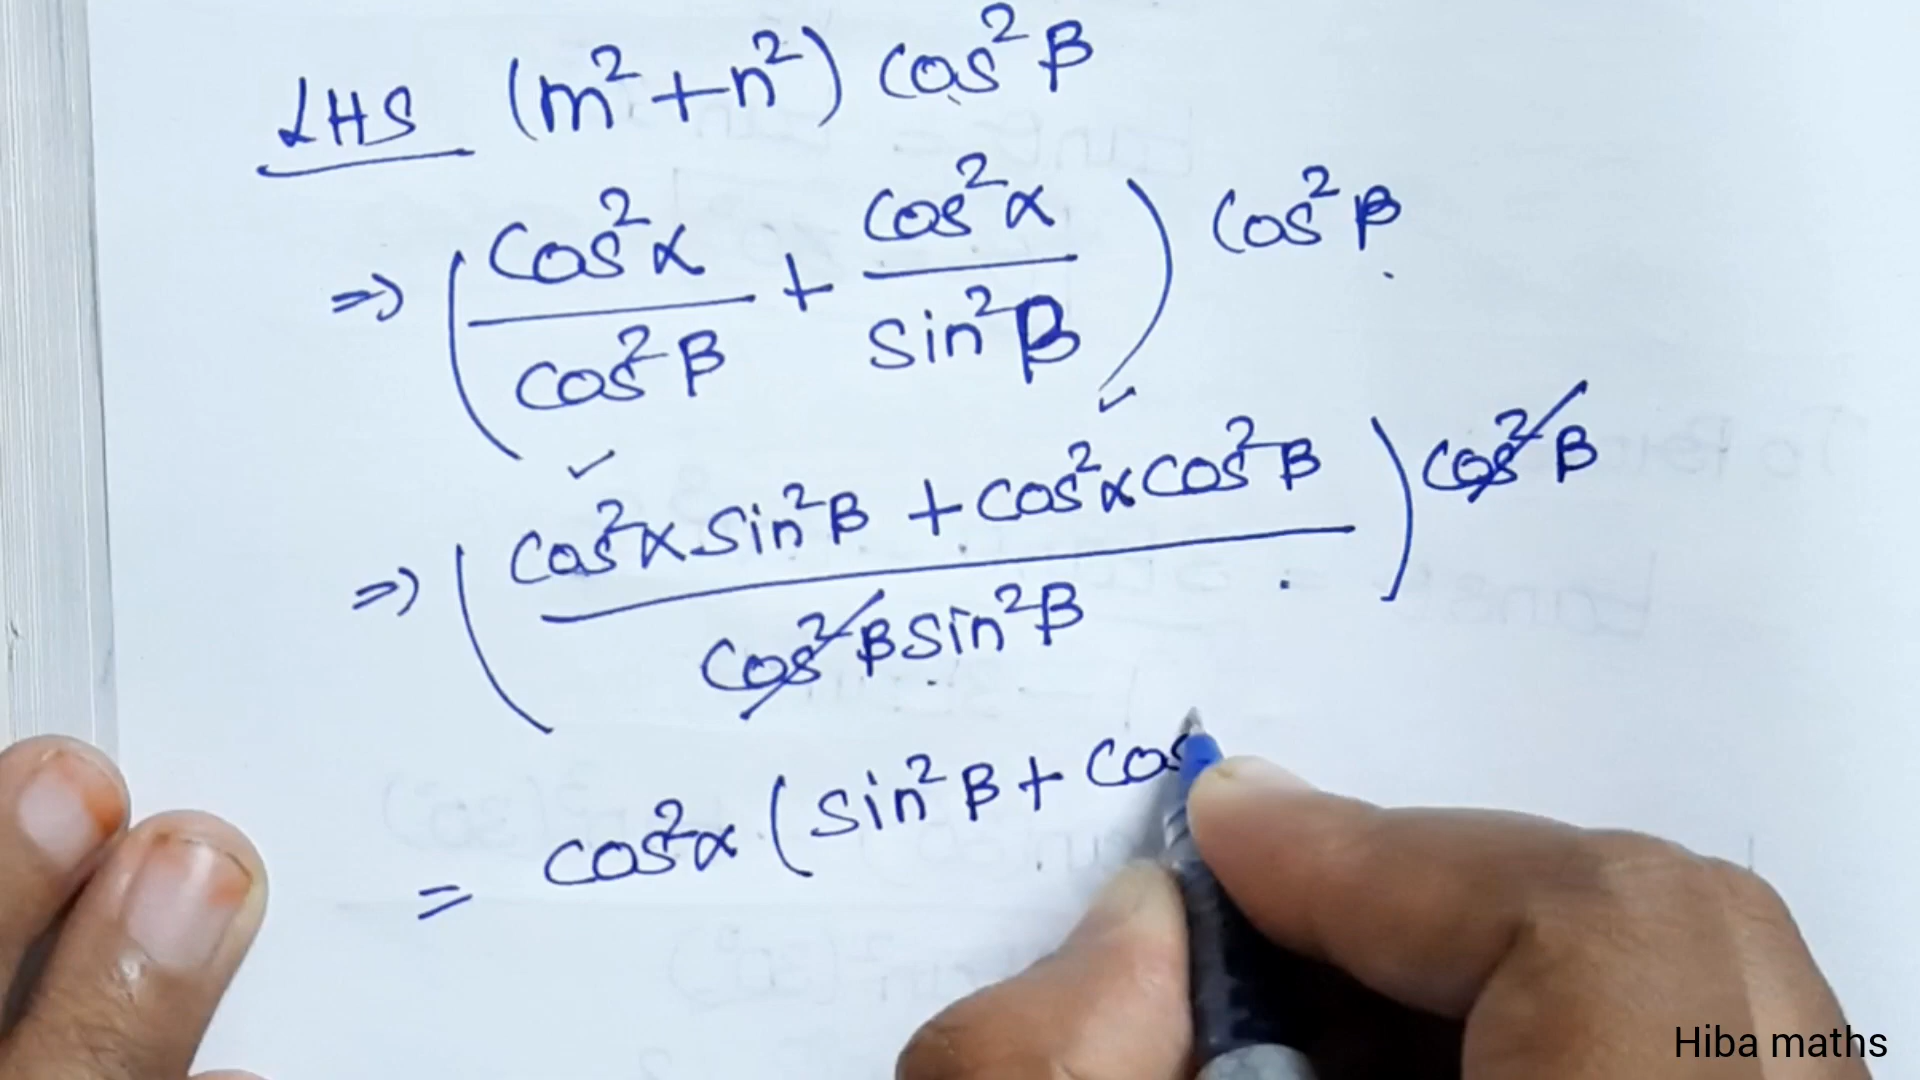 LHS (m²+n²) cos²β
⇒ (cos²α/cos²β + cos²α/sin²β) cos²β
⇒ (cos²α sin²β + cos²α cos²β / cos²β sin²β) cos²β
= cos²α (sin²β + cos
Hiba maths